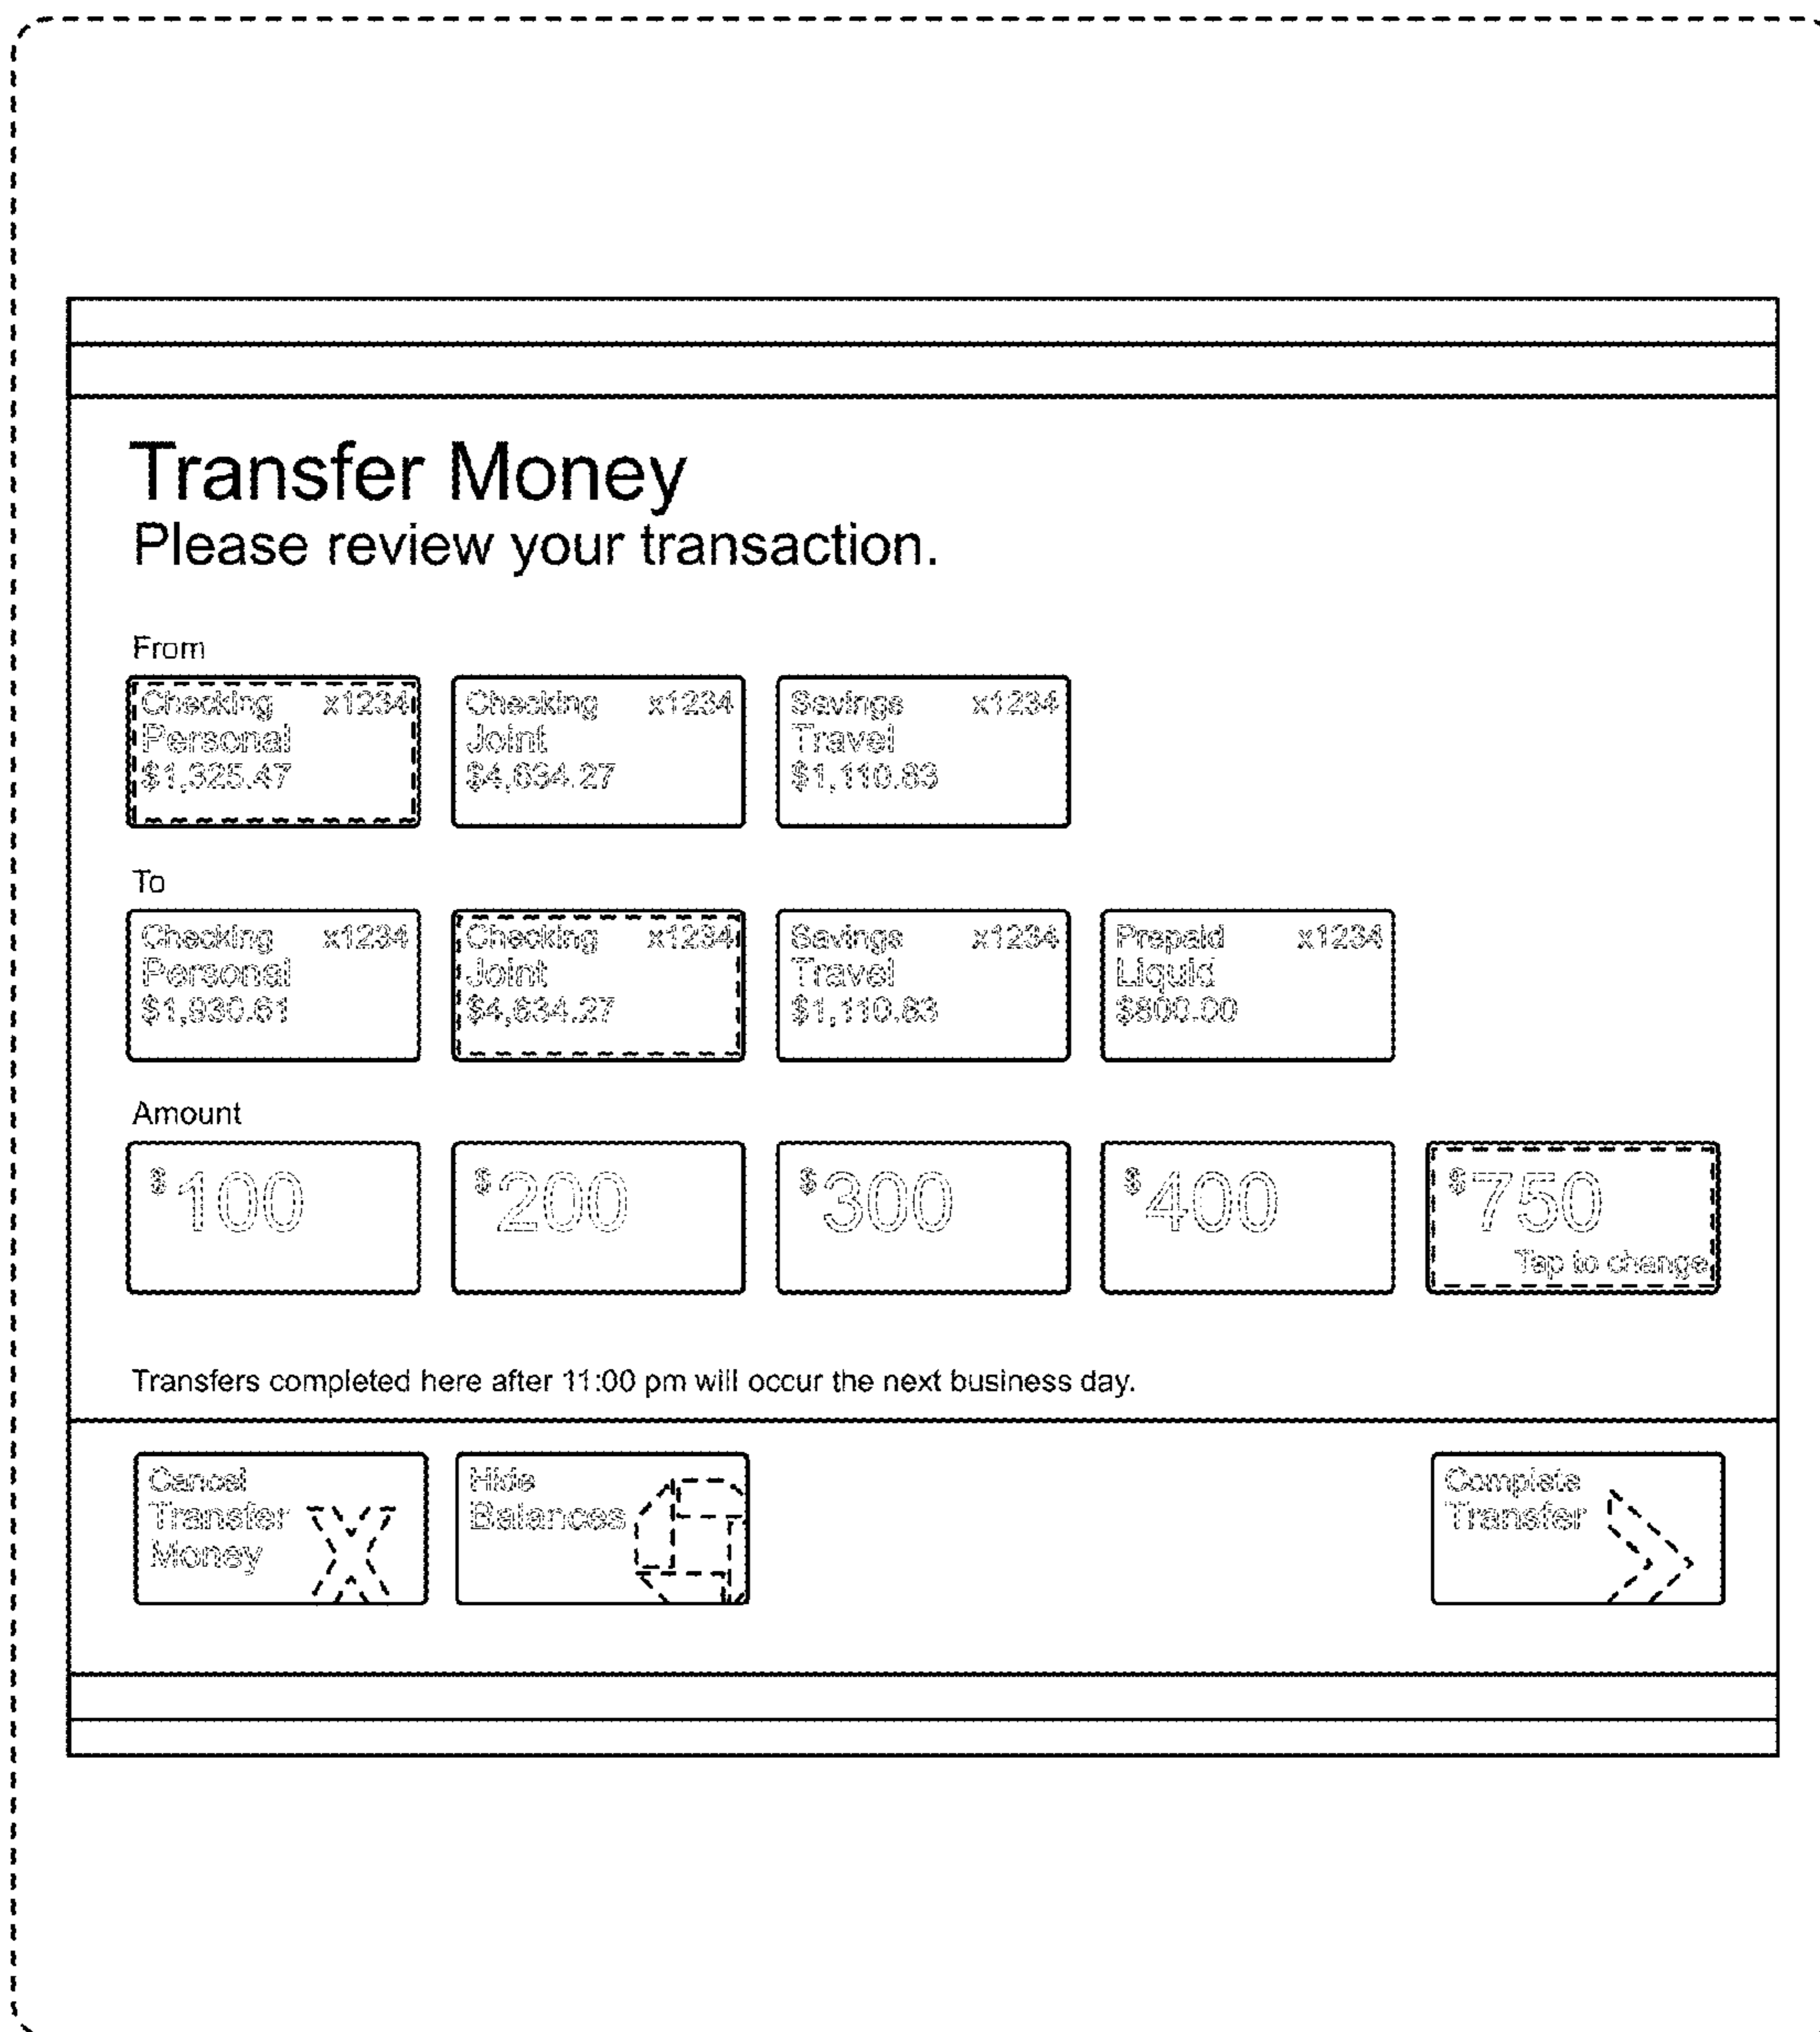 Transfer Money
Please review your transaction.
From
Checking x1234
Personal
$1,325.47
Checking x1234
Joint
$4,634.27
Savings x1234
Travel
$1,110.83
To
Checking x1234
Personal
$1,930.61
Checking x1234
Joint
$4,634.27
Savings x1234
Travel
$1,110.83
Prepaid x1234
Liquid
$800.00
Amount
$100
$200
$300
$400
$750
Tap to change
Transfers completed here after 11:00 pm will occur the next business day.
Cancel
Transfer
Money
Hide
Balances
Complete
Transfer